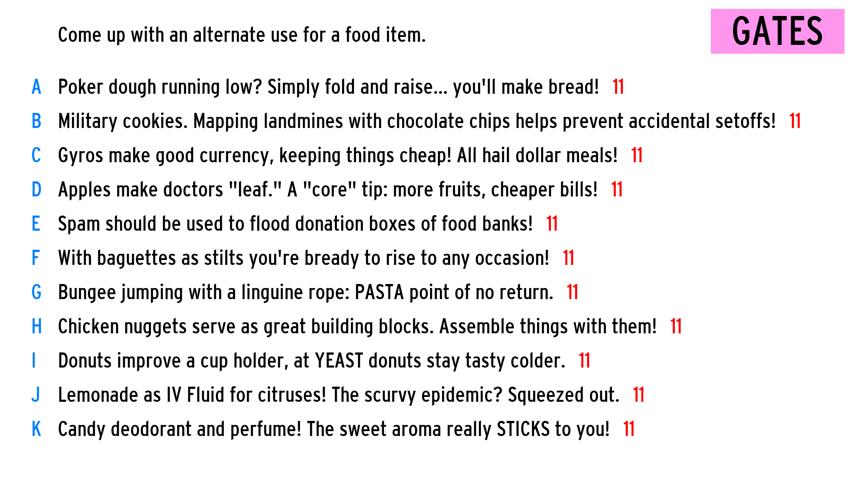 Come up with an alternate use for a food item.
GATES
A Poker dough running low? Simply fold and raise... you'll make bread! 11
B Military cookies. Mapping landmines with chocolate chips helps prevent accidental setoffs! 11
C Gyros make good currency, keeping things cheap! All hail dollar meals! 11
D Apples make doctors "leaf." A "core" tip: more fruits, cheaper bills! 11
E Spam should be used to flood donation boxes of food banks! 11
F With baguettes as stilts you're bready to rise to any occasion! 11
G Bungee jumping with a linguine rope: PASTA point of no return. 11
H Chicken nuggets serve as great building blocks. Assemble things with them! 11
I Donuts improve a cup holder, at YEAST donuts stay tasty colder. 11
J Lemonade as IV Fluid for citruses! The scurvy epidemic? Squeezed out. 11
K Candy deodorant and perfume! The sweet aroma really STICKS to you! 11